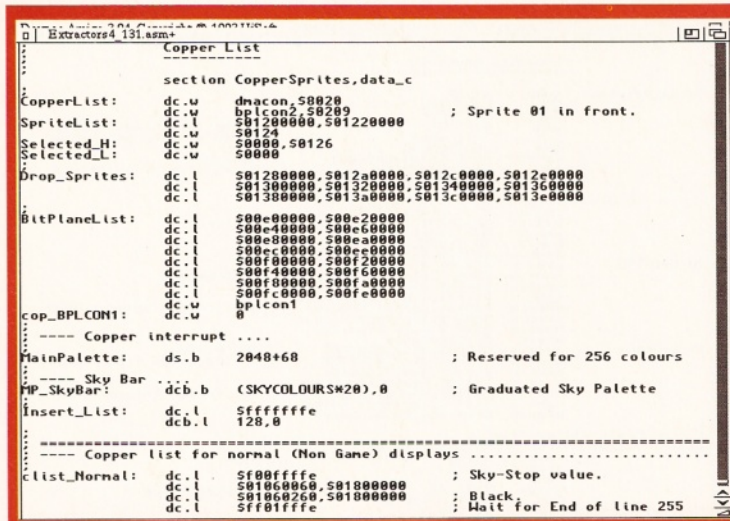 Extractors4_131.asm+
; Copper List
; -----------
section CopperSprites,data_c
CopperList: dc.w dmacon,$8020
dc.w bplcon2,$0209 ; Sprite 01 in front.
SpriteList: dc.l $01200000,$01220000
dc.w $0124
Selected_H: dc.w $0000,$0126
Selected_L: dc.w $0000
Drop_Sprites: dc.l $01280000,$012a0000,$012c0000,$012e0000
dc.l $01300000,$01320000,$01340000,$01360000
dc.l $01380000,$013a0000,$013c0000,$013e0000
BitPlaneList: dc.l $00e00000,$00e20000
dc.l $00e40000,$00e60000
dc.l $00e80000,$00ea0000
dc.l $00ec0000,$00ee0000
dc.l $00f00000,$00f20000
dc.l $00f40000,$00f60000
dc.l $00f80000,$00fa0000
dc.l $00fc0000,$00fe0000
dc.w bplcon1
cop_BPLCON1: dc.w 0
; ---- Copper interrupt ....
MainPalette: ds.b 2048+68 ; Reserved for 256 colours
; ---- Sky Bar ....
MP_SkyBar: dcb.b (SKYCOLOURS*20),0 ; Graduated Sky Palette
Insert_List: dc.l $fffffffe
dcb.l 128,0
; ======================================================================
; ---- Copper list for normal (Non Game) displays ..........................
clist_Normal: dc.l $f00ffffe ; Sky-Stop value.
dc.l $01060060,$01800000
dc.l $01060260,$01800000 ; Black.
dc.l $ff01fffe ; Wait for End of line 255